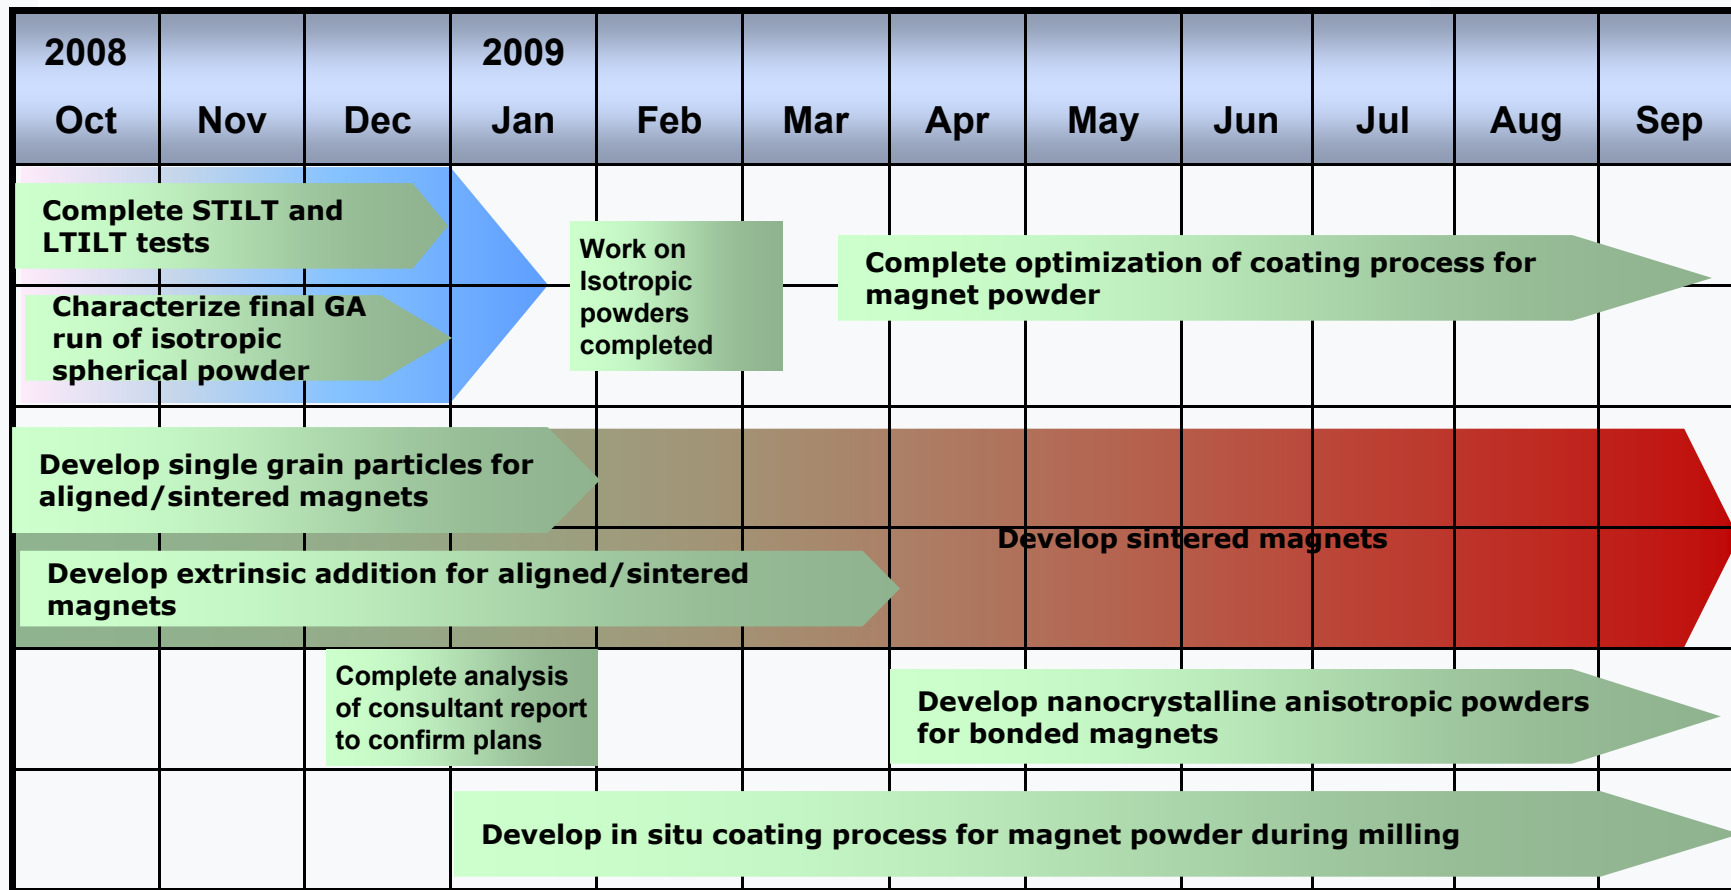 2008
2009
Oct
Nov
Dec
Jan
Feb
Mar
Apr
May
Jun
Jul
Aug
Sep
Complete STILT and
LTILT tests
Characterize final GA
run of isotropic
spherical powder
Work on
Isotropic
powders
completed
Complete optimization of coating process for
magnet powder
Develop single grain particles for
aligned/sintered magnets
Develop sintered magnets
Develop extrinsic addition for aligned/sintered
magnets
Complete analysis
of consultant report
to confirm plans
Develop nanocrystalline anisotropic powders
for bonded magnets
Develop in situ coating process for magnet powder during milling